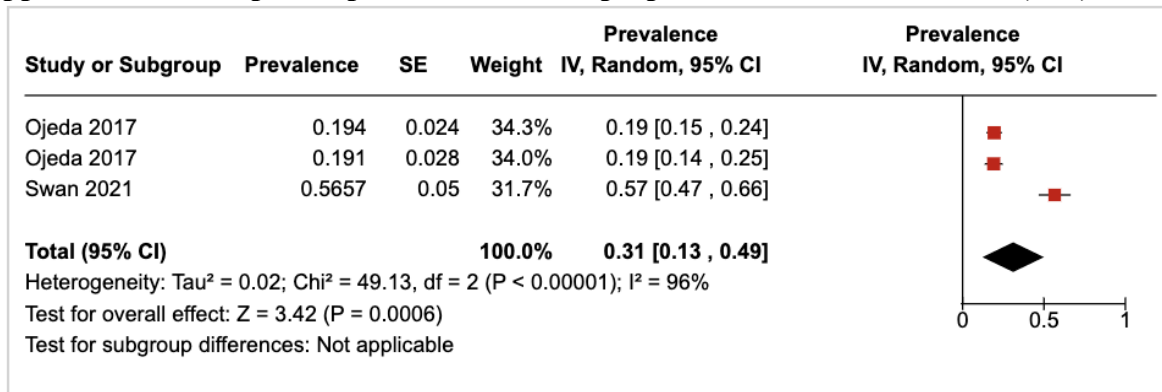 Prevalence Prevalence
Study or Subgroup Prevalence SE Weight IV, Random, 95% CI IV, Random, 95% CI
Ojeda 2017 0.194 0.024 34.3% 0.19 [0.15 , 0.24]
Ojeda 2017 0.191 0.028 34.0% 0.19 [0.14 , 0.25]
Swan 2021 0.5657 0.05 31.7% 0.57 [0.47 , 0.66]
Total (95% CI) 100.0% 0.31 [0.13 , 0.49]
Heterogeneity: Tau² = 0.02; Chi² = 49.13, df = 2 (P < 0.00001); I² = 96%
Test for overall effect: Z = 3.42 (P = 0.0006)
0 0.5 1
Test for subgroup differences: Not applicable